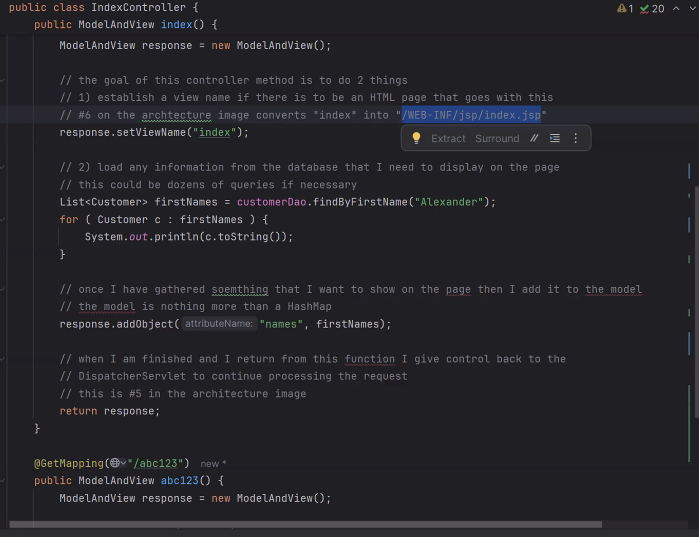 public class IndexController {
1 20
public ModelAndView index() {
ModelAndView response = new ModelAndView();
// the goal of this controller method is to do 2 things
// 1) establish a view name if there is to be an HTML page that goes with this
// #6 on the archtecture image converts "index" into "/WEB-INF/jsp/index.jsp"
response.setViewName("index");
Extract Surround //
// 2) load any information from the database that I need to display on the page
// this could be dozens of queries if necessary
List<Customer> firstNames = customerDao.findByFirstName("Alexander");
for ( Customer c : firstNames ) {
System.out.println(c.toString());
}
// once I have gathered soemthing that I want to show on the page then I add it to the model
// the model is nothing more than a HashMap
response.addObject( attributeName: "names", firstNames);
// when I am finished and I return from this function I give control back to the
// DispatcherServlet to continue processing the request
// this is #5 in the architecture image
return response;
}
@GetMapping("/abc123") new *
public ModelAndView abc123() {
ModelAndView response = new ModelAndView();